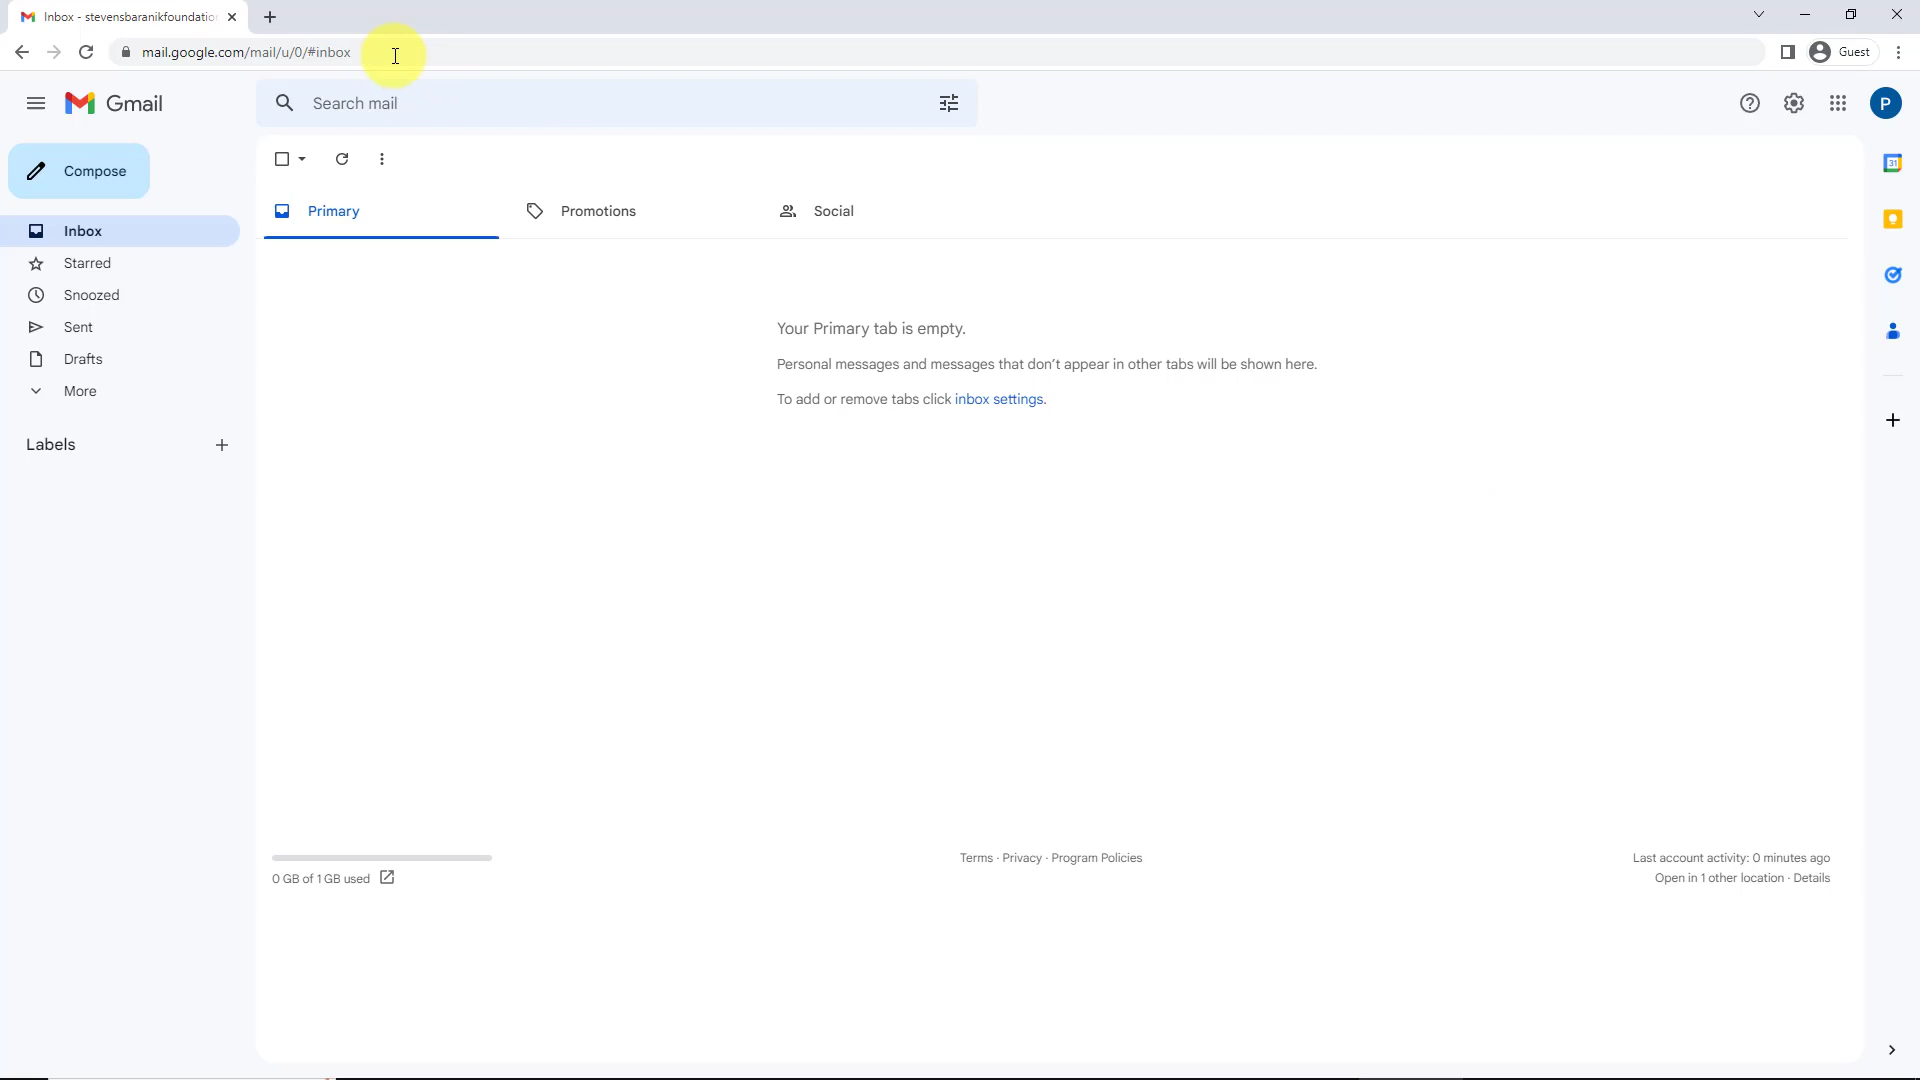 Inbox - stevensbaranikfoundation
mail.google.com/mail/u/0/#inbox
Guest
Gmail
Search mail
P
Compose
Primary
Promotions
Social
31
Inbox
Starred
Snoozed
Sent
Drafts
More
Labels
Your Primary tab is empty.
Personal messages and messages that don’t appear in other tabs will be shown here.
To add or remove tabs click inbox settings.
0 GB of 1 GB used
Terms · Privacy · Program Policies
Last account activity: 0 minutes ago
Open in 1 other location · Details